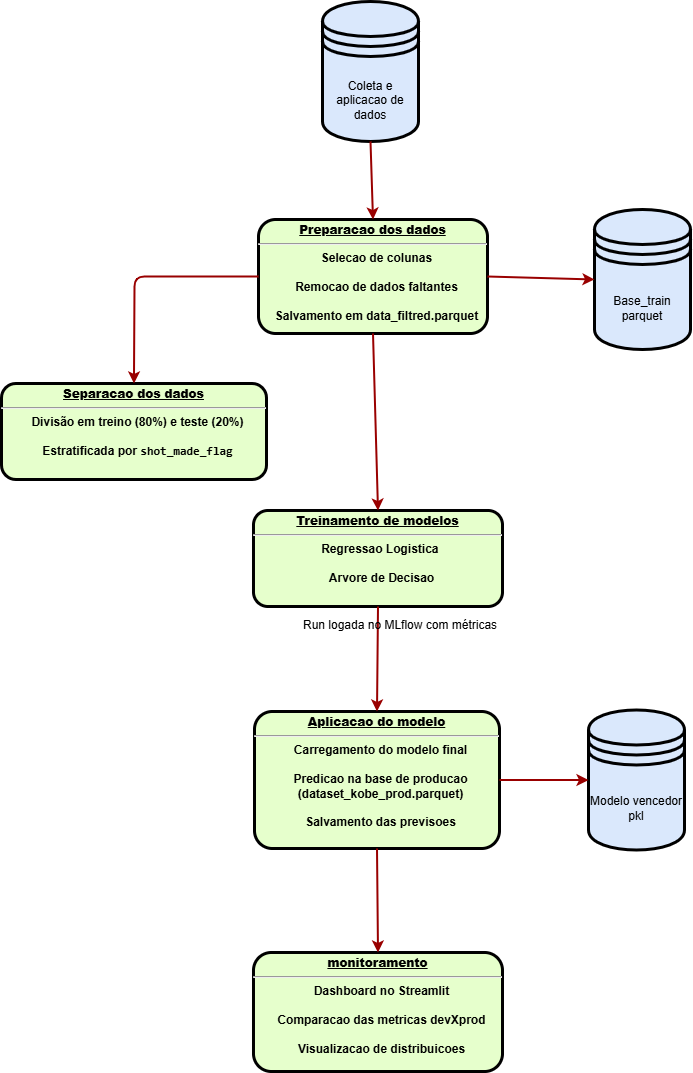 Coleta e
aplicacao de
dados
Preparacao dos dados
Selecao de colunas
Remocao de dados faltantes
Salvamento em data_filtred.parquet
Base_train
parquet
Separacao dos dados
Divisão em treino (80%) e teste (20%)
Estratificada por shot_made_flag
Treinamento de modelos
Regressao Logistica
Arvore de Decisao
Run logada no MLflow com métricas
Aplicacao do modelo
Carregamento do modelo final
Predicao na base de producao
(dataset_kobe_prod.parquet)
Salvamento das previsoes
Modelo vencedor
pkl
monitoramento
Dashboard no Streamlit
Comparacao das metricas devXprod
Visualizacao de distribuicoes